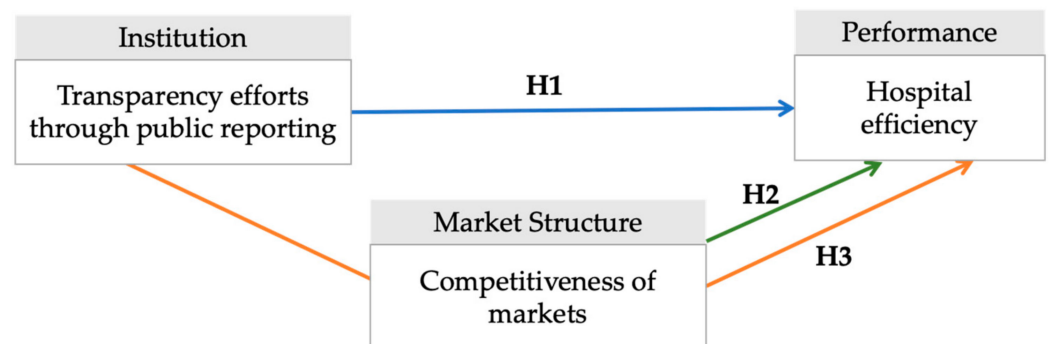 Institution
Transparency efforts
through public reporting
H1
Performance
Hospital
efficiency
H2
H3
Market Structure
Competitiveness of
markets